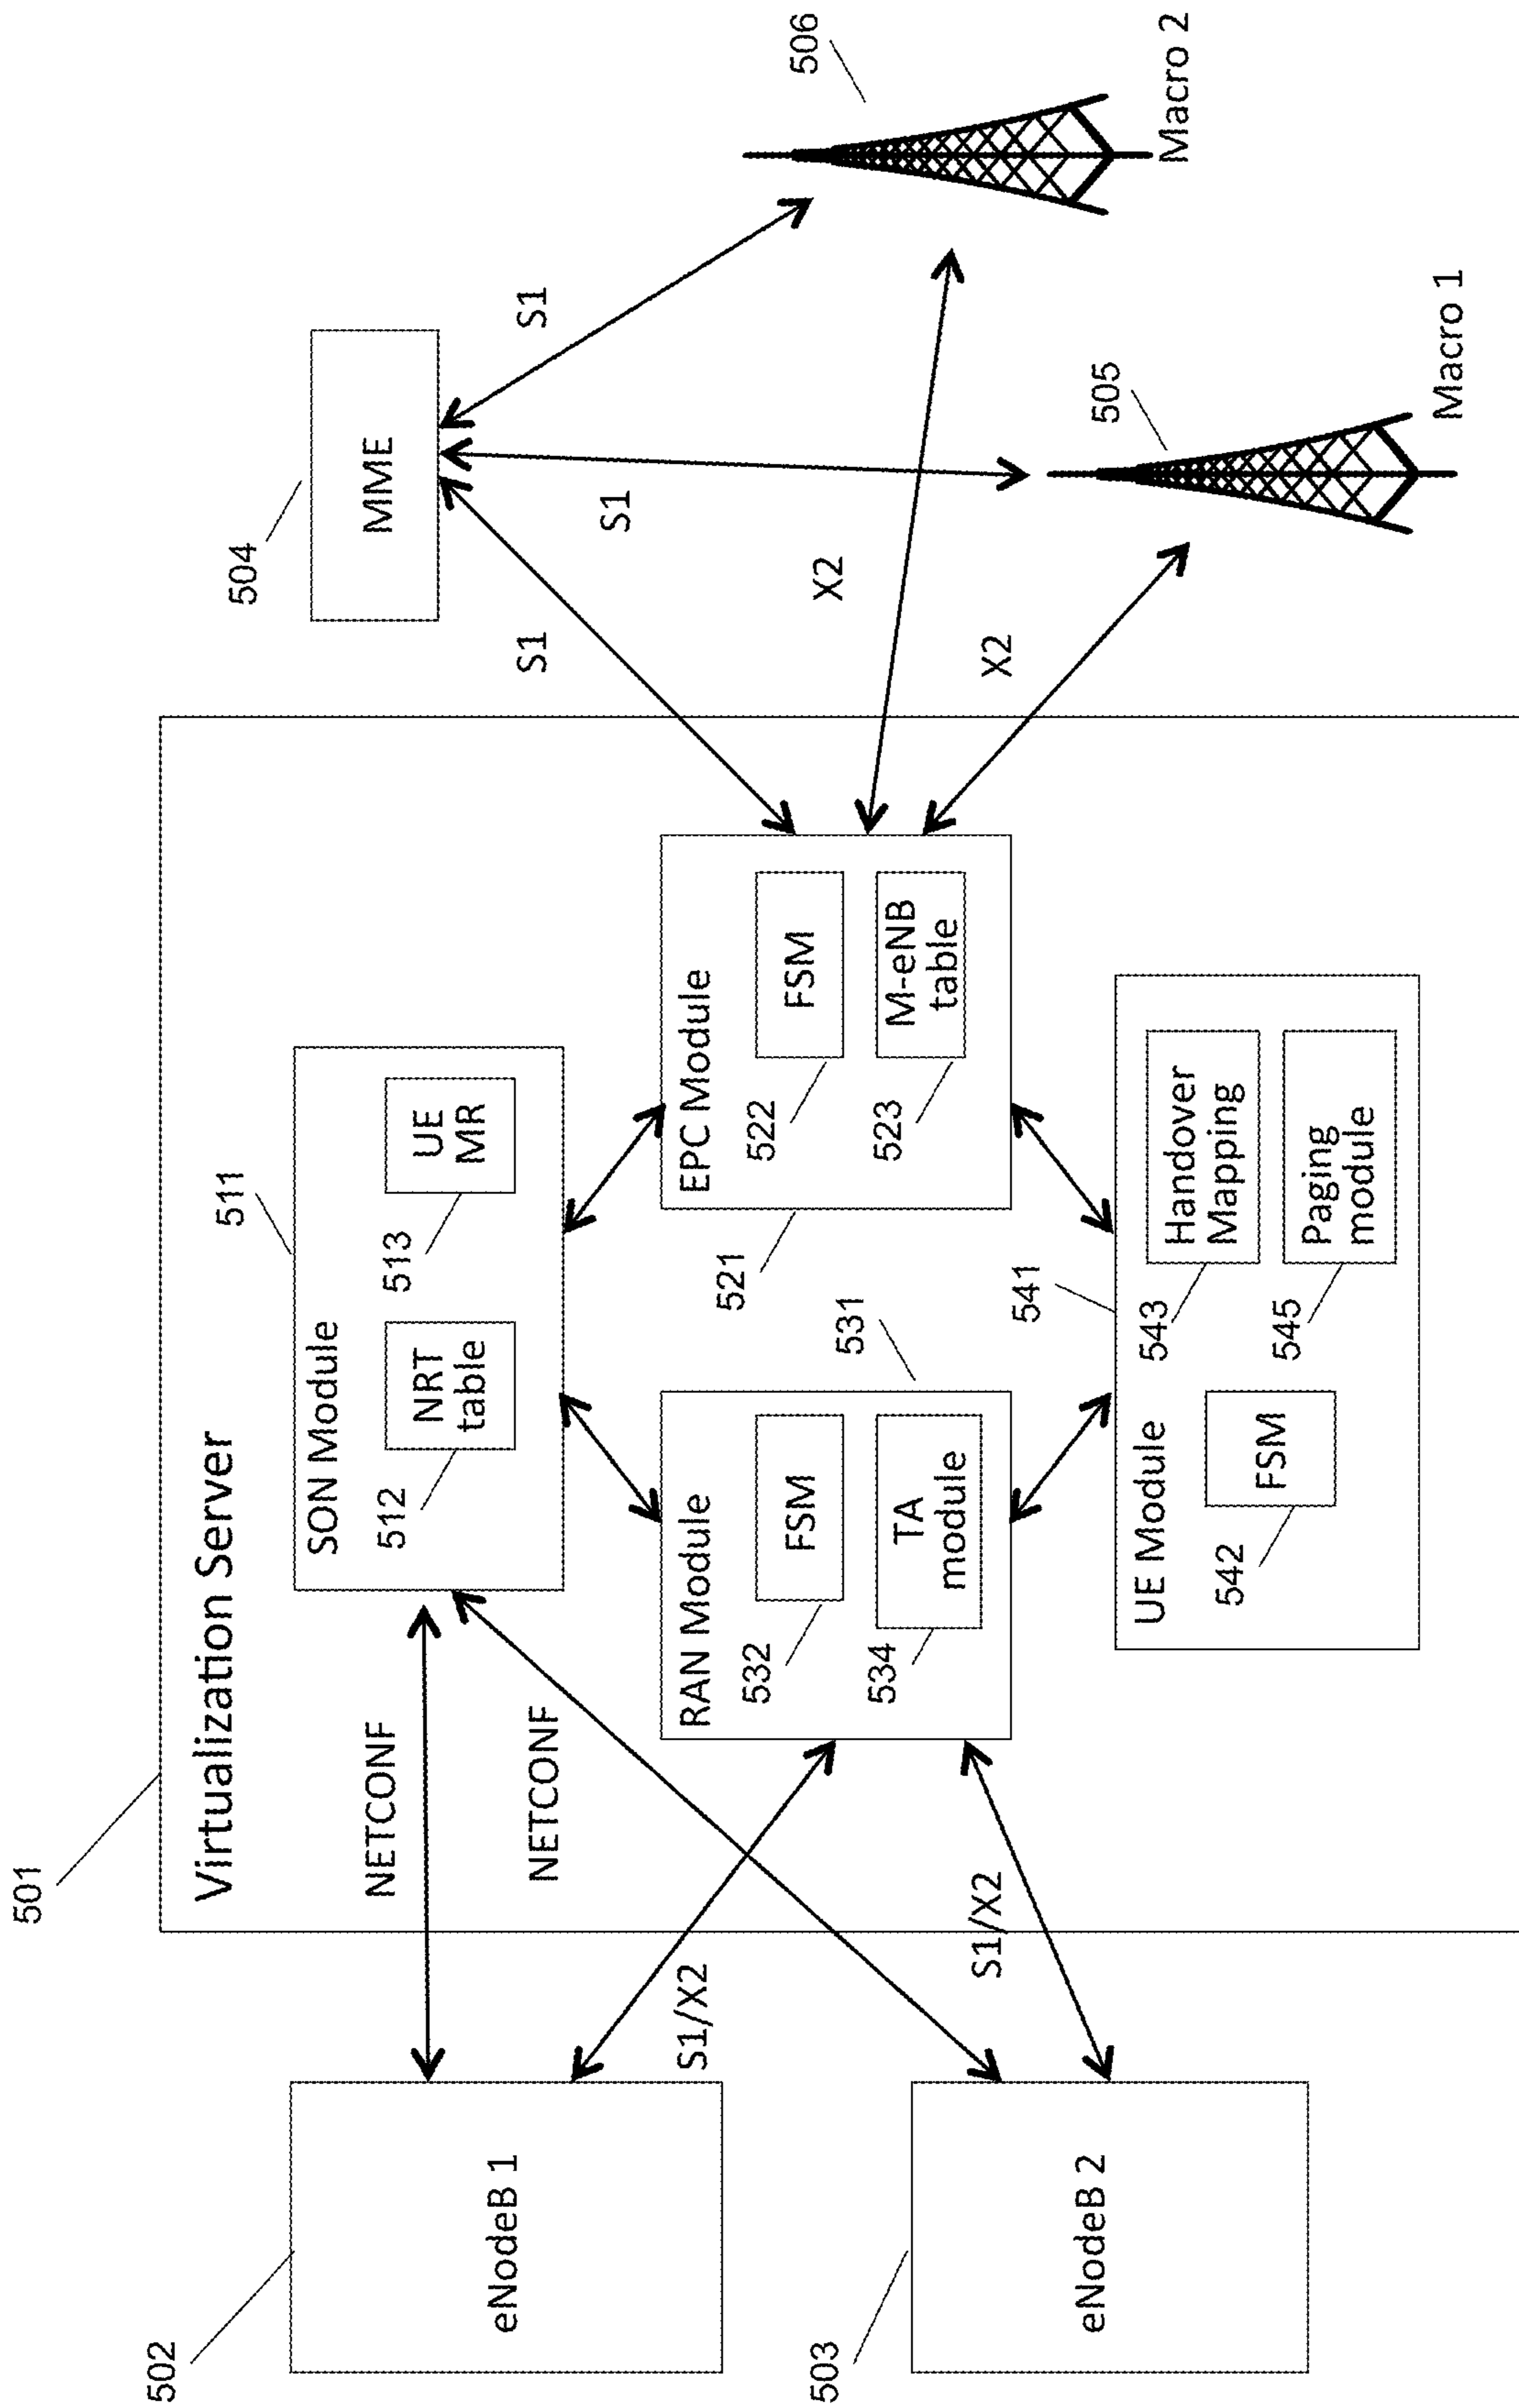 501
Virtualization Server
502
eNodeB 1
503
eNodeB 2
NETCONF
NETCONF
S1/X2
S1/X2
511
SON Module
512
NRT
table
513
UE
MR
RAN Module
531
532
FSM
534
TA
module
521
EPC Module
522
FSM
523
M-eNB
table
541
UE Module
542
FSM
543
Handover
Mapping
545
Paging
module
504
MME
S1
S1
S1
X2
X2
505
Macro 1
506
Macro 2